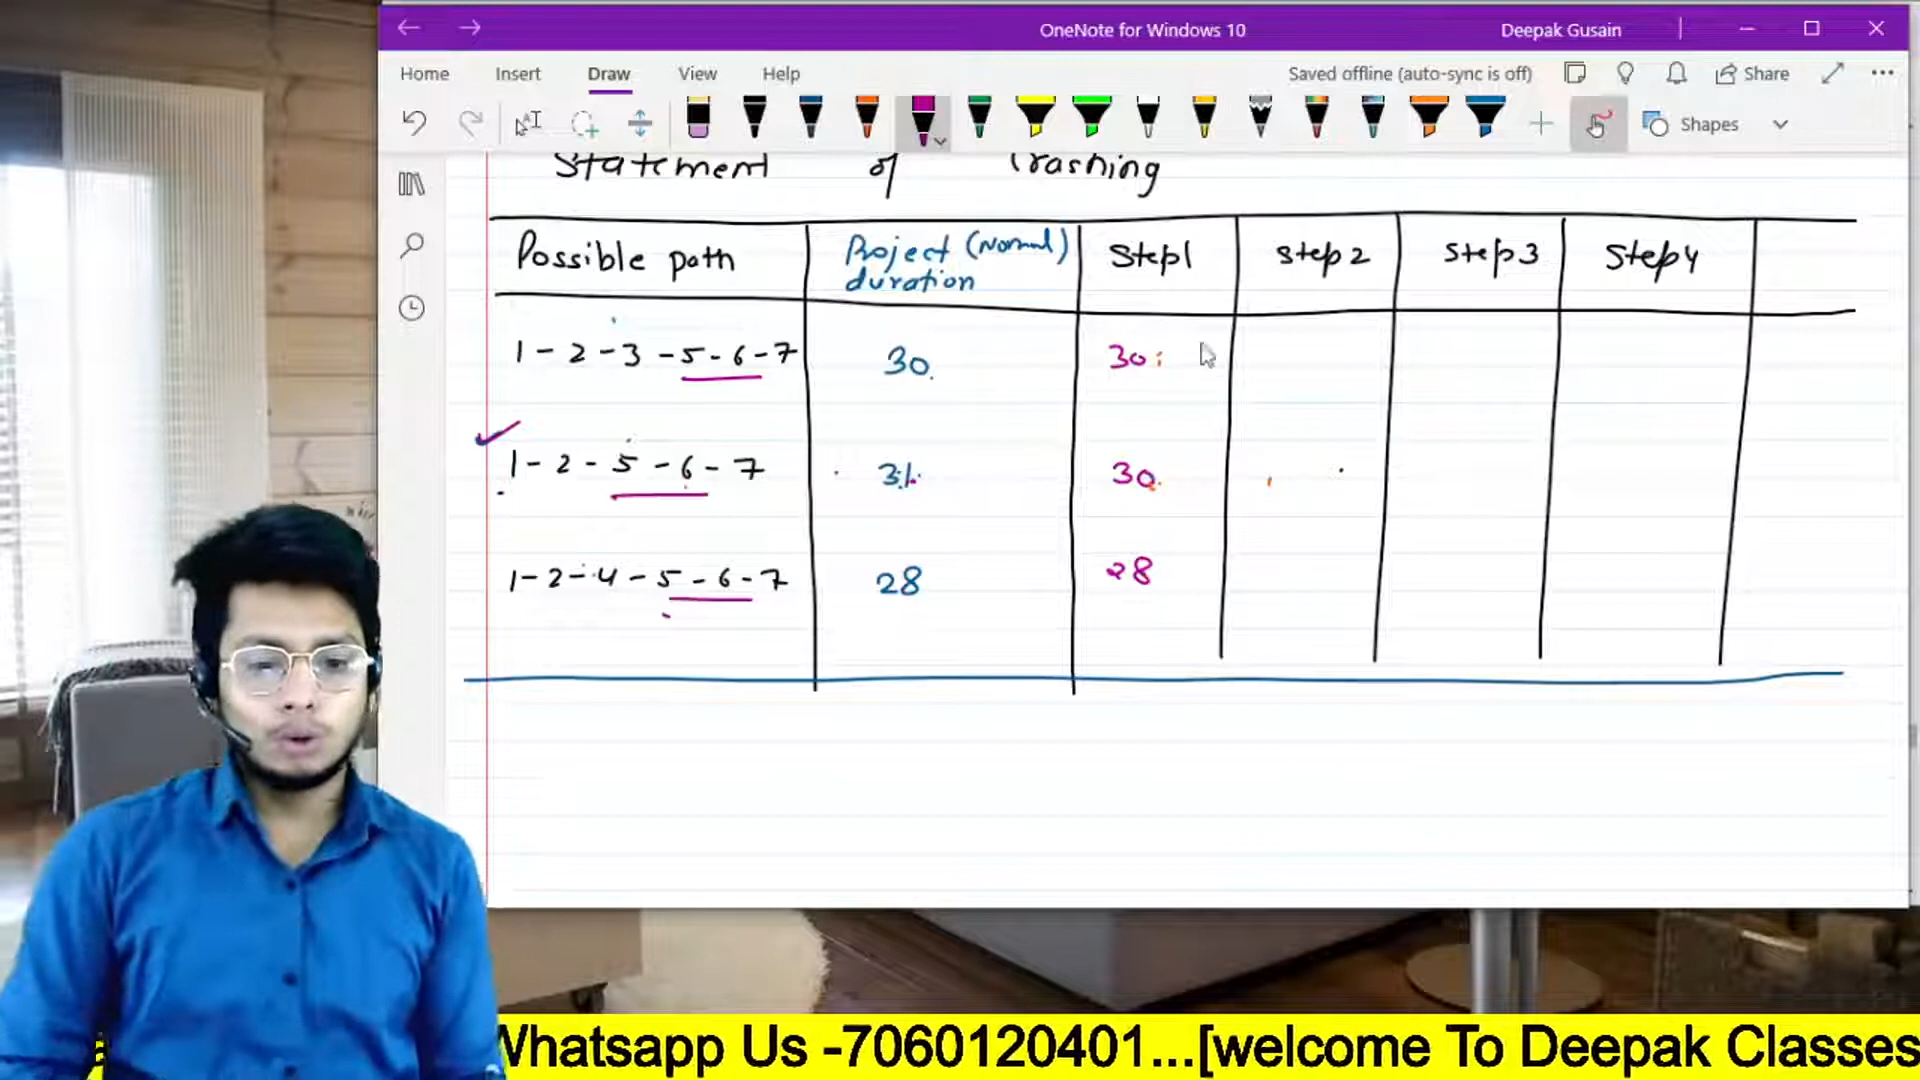 OneNote for Windows 10
Deepak Gusain
Home Insert Draw View Help
Saved offline (auto-sync is off)
Share
Shapes
Statement of Crashing
Possible path
Project (Normal) duration
Step1
Step2
Step3
Step4
1-2-3-5-6-7
30
30
1-2-5-6-7
31
30
1-2-4-5-6-7
28
28
Whatsapp Us -7060120401...[welcome To Deepak Classes